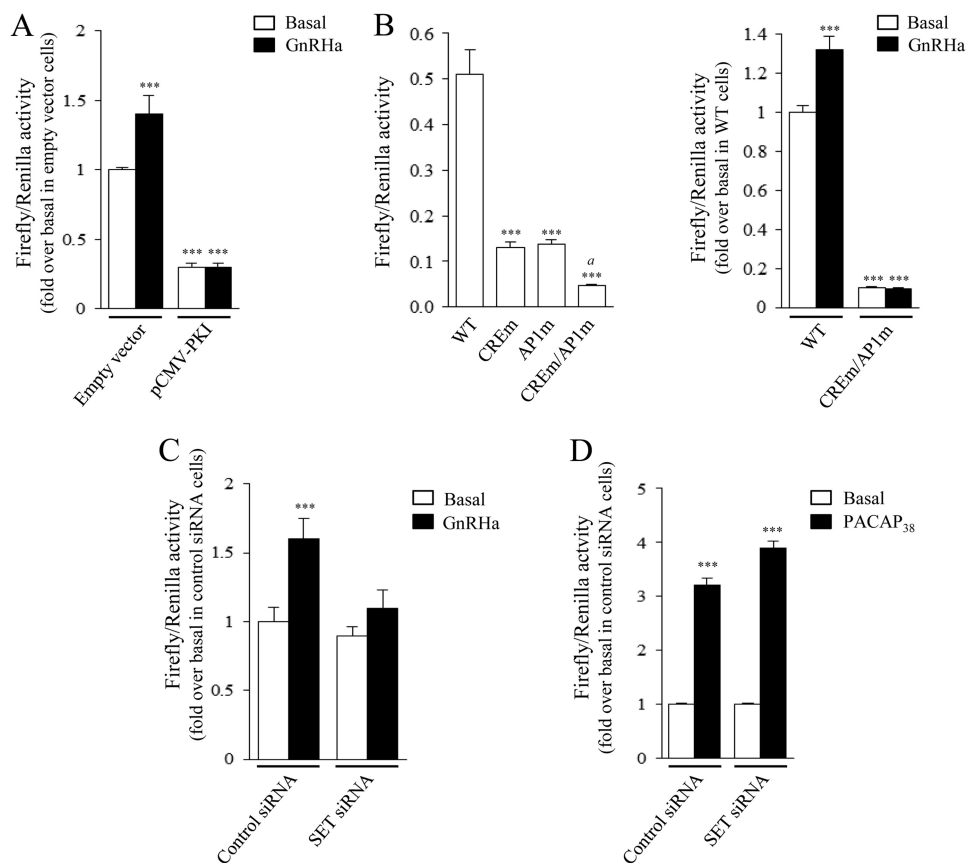 A
Basal
GnRHa
Firefly/Renilla activity
(fold over basal in empty vector cells)
2
1.5
1
0.5
0
***
*** ***
Empty vector
pCMV-PKI
B
Firefly/Renilla activity
0.6
0.5
0.4
0.3
0.2
0.1
0.0
***
***
a
***
WT
CREm
AP1m
CREm/AP1m
Basal
GnRHa
Firefly/Renilla activity
(fold over basal in WT cells)
1.4
1.2
1
0.8
0.6
0.4
0.2
0
***
*** ***
WT
CREm/AP1m
C
Basal
GnRHa
Firefly/Renilla activity
(fold over basal in control siRNA cells)
2
1.5
1
0.5
0
***
Control siRNA
SET siRNA
D
Basal
PACAP38
Firefly/Renilla activity
(fold over basal in control siRNA cells)
5
4
3
2
1
0
***
***
Control siRNA
SET siRNA